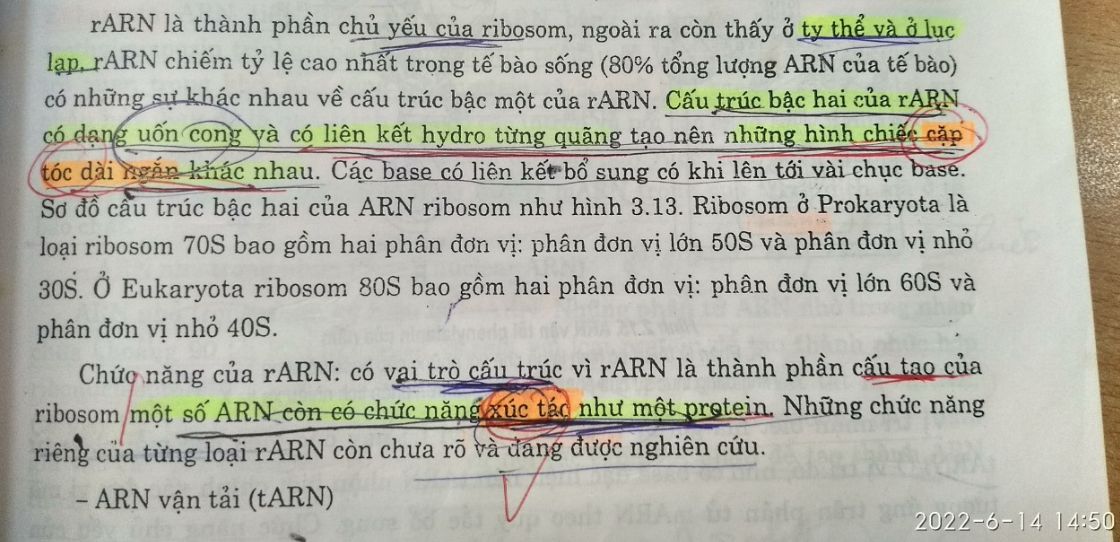 rARN là thành phần chủ yếu của ribosom, ngoài ra còn thấy ở ty thể và ở lục
lạp. rARN chiếm tỷ lệ cao nhất trong tế bào sống (80% tổng lượng ARN của tế bào)
có những sự khác nhau về cấu trúc bậc một của rARN. Cấu trúc bậc hai của rARN
có dạng uốn cong và có liên kết hydro từng quãng tạo nên những hình chiếc cặp
tóc dài ngắn khác nhau. Các base có liên kết bổ sung có khi lên tới vài chục base.
Sơ đồ cấu trúc bậc hai của ARN ribosom như hình 3.13. Ribosom ở Prokaryota là
loại ribosom 70S bao gồm hai phân đơn vị: phân đơn vị lớn 50S và phân đơn vị nhỏ
30S. Ở Eukaryota ribosom 80S bao gồm hai phân đơn vị: phân đơn vị lớn 60S và
phân đơn vị nhỏ 40S.
Chức năng của rARN: có vai trò cấu trúc vì rARN là thành phần cấu tạo của
ribosom một số ARN còn có chức năng xúc tác như một protein. Những chức năng
riêng của từng loại rARN còn chưa rõ và đang được nghiên cứu.
– ARN vận tải (tARN)
2022-6-14 14:50